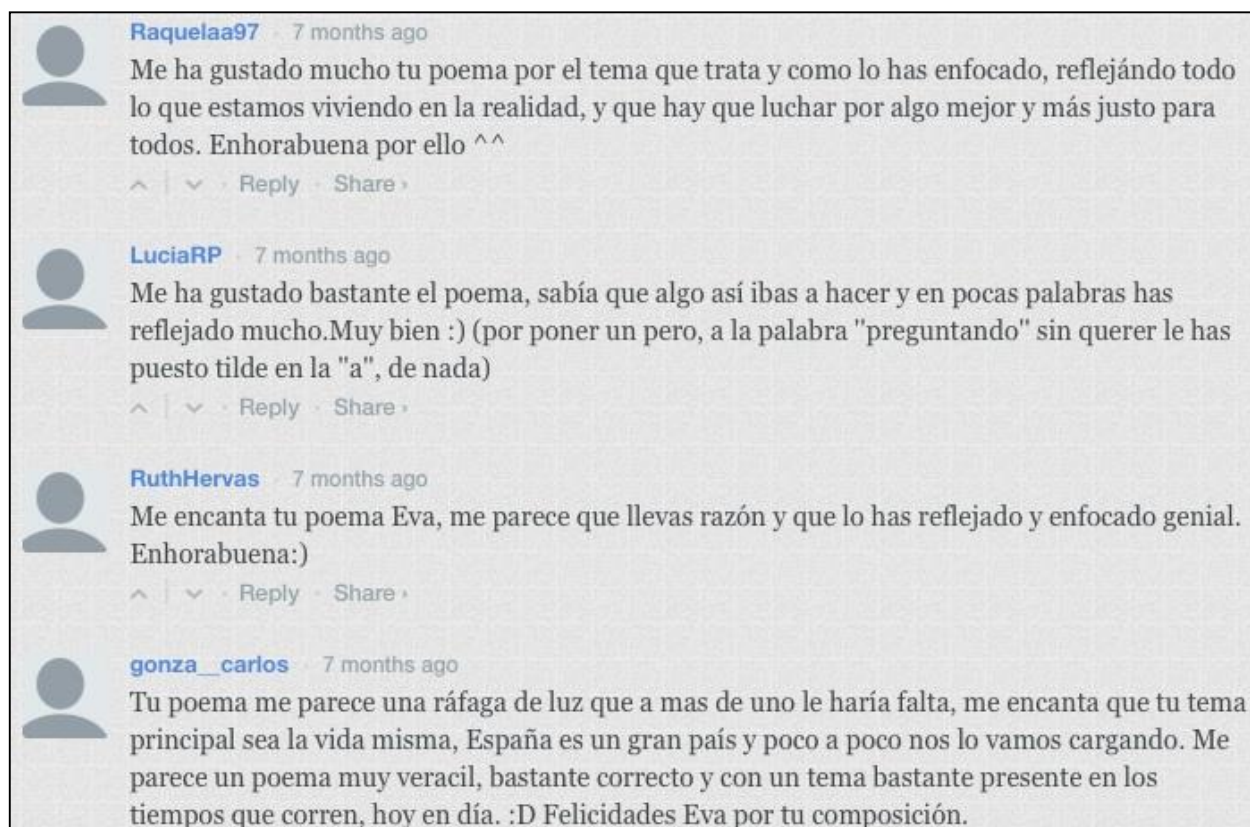 Raquelaa97 · 7 months ago
Me ha gustado mucho tu poema por el tema que trata y como lo has enfocado, reflejándo todo
lo que estamos viviendo en la realidad, y que hay que luchar por algo mejor y más justo para
todos. Enhorabuena por ello ^^
Reply · Share ›
LuciaRP · 7 months ago
Me ha gustado bastante el poema, sabía que algo así ibas a hacer y en pocas palabras has
reflejado mucho.Muy bien :) (por poner un pero, a la palabra "preguntando" sin querer le has
puesto tilde en la "a", de nada)
Reply · Share ›
RuthHervas · 7 months ago
Me encanta tu poema Eva, me parece que llevas razón y que lo has reflejado y enfocado genial.
Enhorabuena:)
Reply · Share ›
gonza__carlos · 7 months ago
Tu poema me parece una ráfaga de luz que a mas de uno le haría falta, me encanta que tu tema
principal sea la vida misma, España es un gran país y poco a poco nos lo vamos cargando. Me
parece un poema muy veracil, bastante correcto y con un tema bastante presente en los
tiempos que corren, hoy en día. :D Felicidades Eva por tu composición.